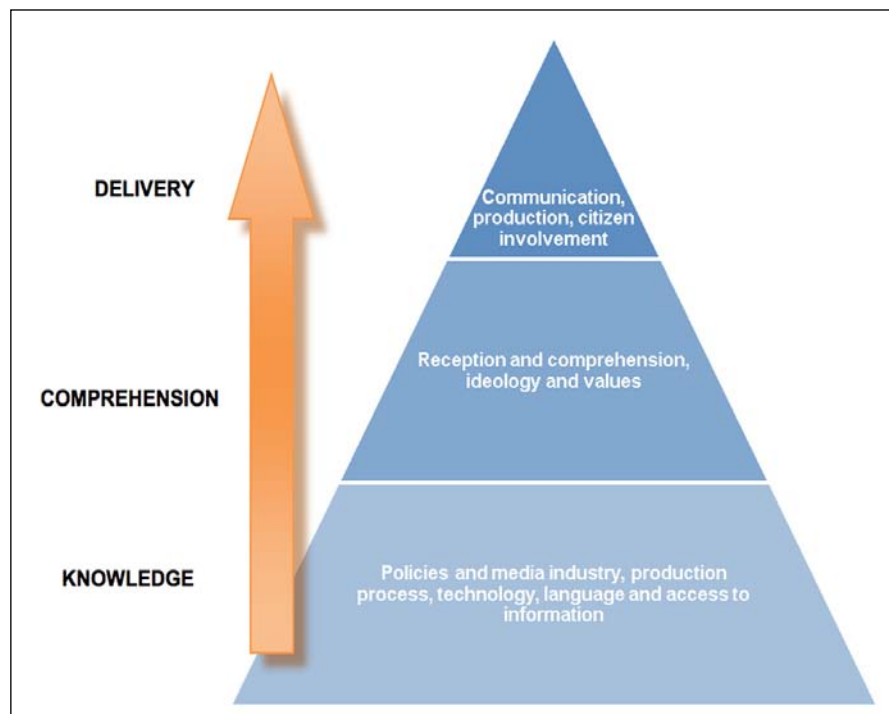 DELIVERY
Communication,
production, citizen
involvement
COMPREHENSION
Reception and comprehension,
ideology and values
KNOWLEDGE
Policies and media industry, production
process, technology, language and access to
information